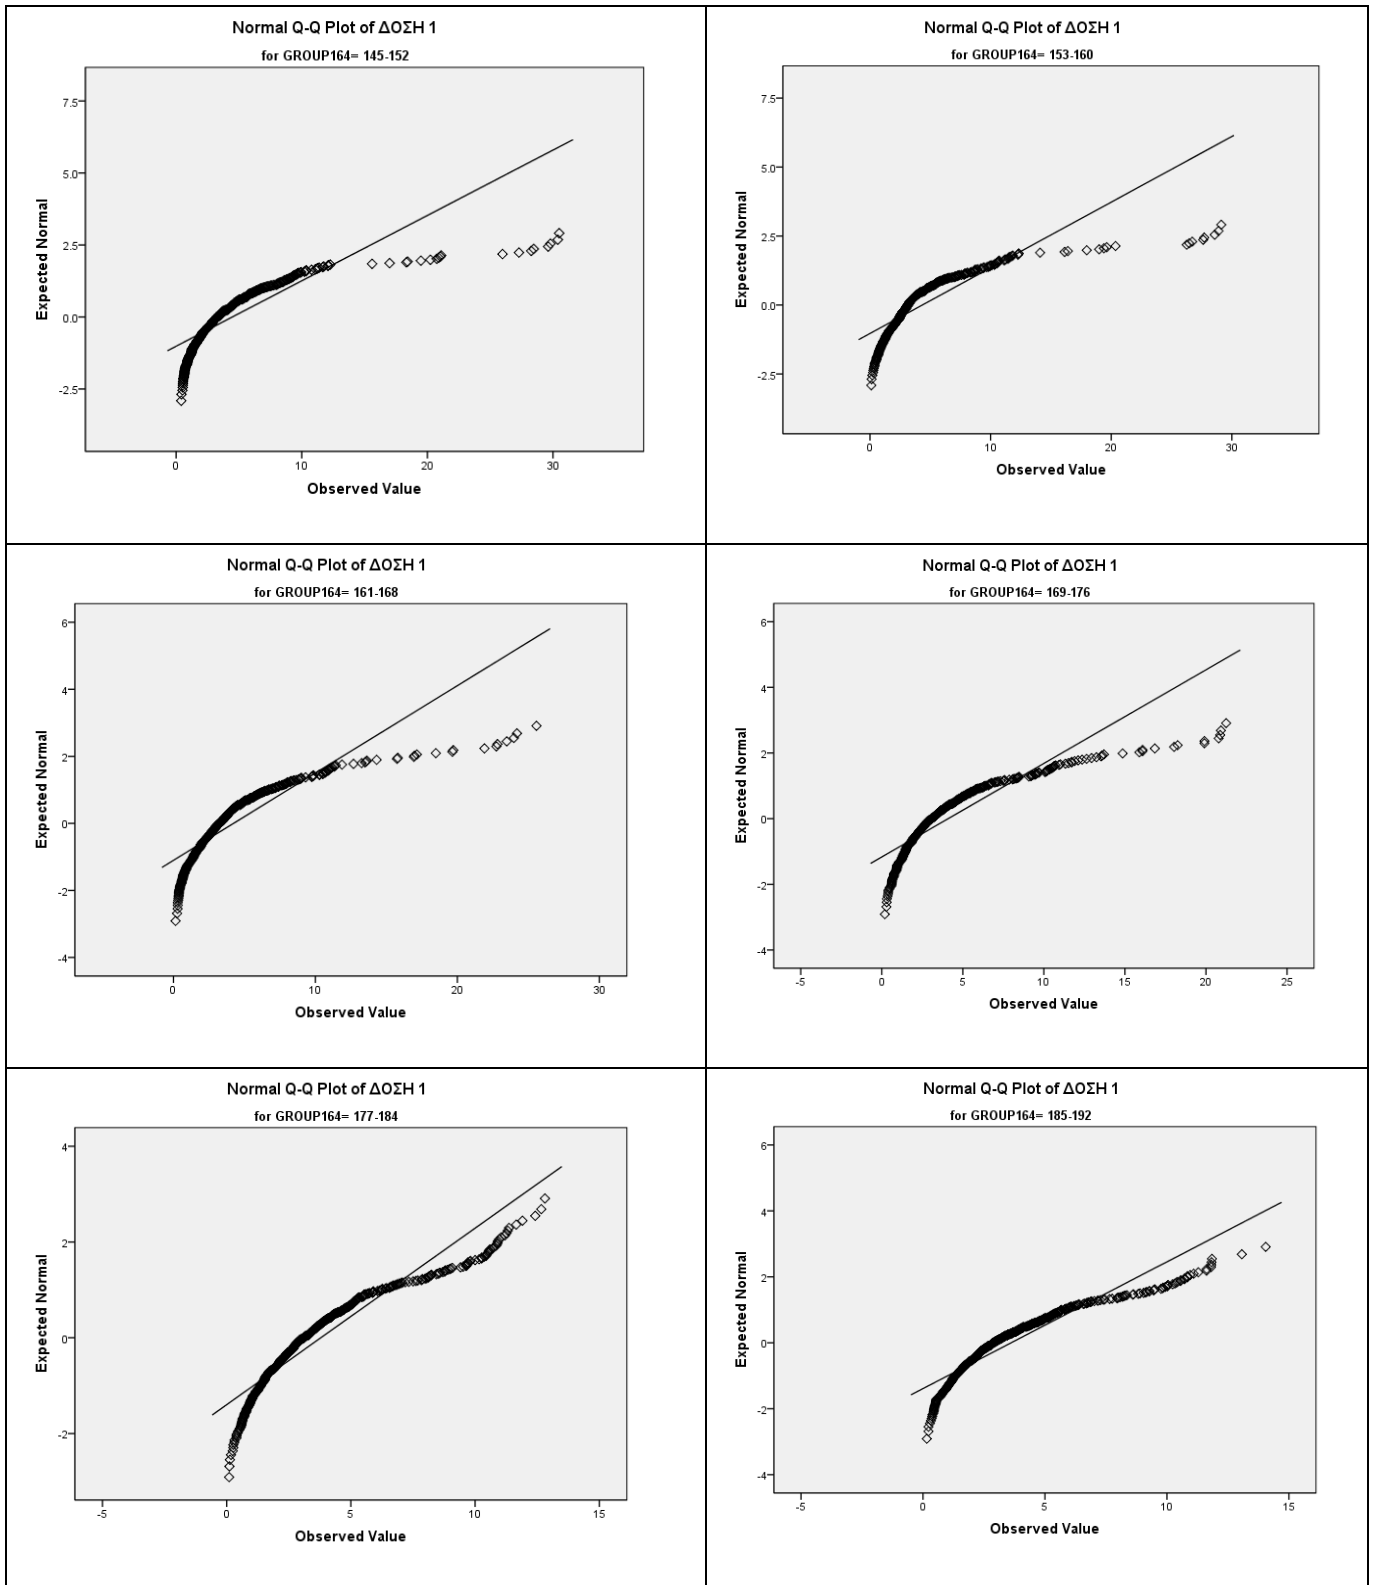 Normal Q-Q Plot of ΔΟΣΗ 1
for GROUP164= 145-152
7.5
5.0
2.5
0.0
-2.5
Expected Normal
0 10 20 30
Observed Value
Normal Q-Q Plot of ΔΟΣΗ 1
for GROUP164= 153-160
7.5
5.0
2.5
0.0
-2.5
Expected Normal
0 10 20 30
Observed Value
Normal Q-Q Plot of ΔΟΣΗ 1
for GROUP164= 161-168
6
4
2
0
-2
-4
Expected Normal
0 10 20 30
Observed Value
Normal Q-Q Plot of ΔΟΣΗ 1
for GROUP164= 169-176
6
4
2
0
-2
-4
Expected Normal
-5 0 5 10 15 20 25
Observed Value
Normal Q-Q Plot of ΔΟΣΗ 1
for GROUP164= 177-184
4
2
0
-2
Expected Normal
-5 0 5 10 15
Observed Value
Normal Q-Q Plot of ΔΟΣΗ 1
for GROUP164= 185-192
6
4
2
0
-2
-4
Expected Normal
-5 0 5 10 15
Observed Value